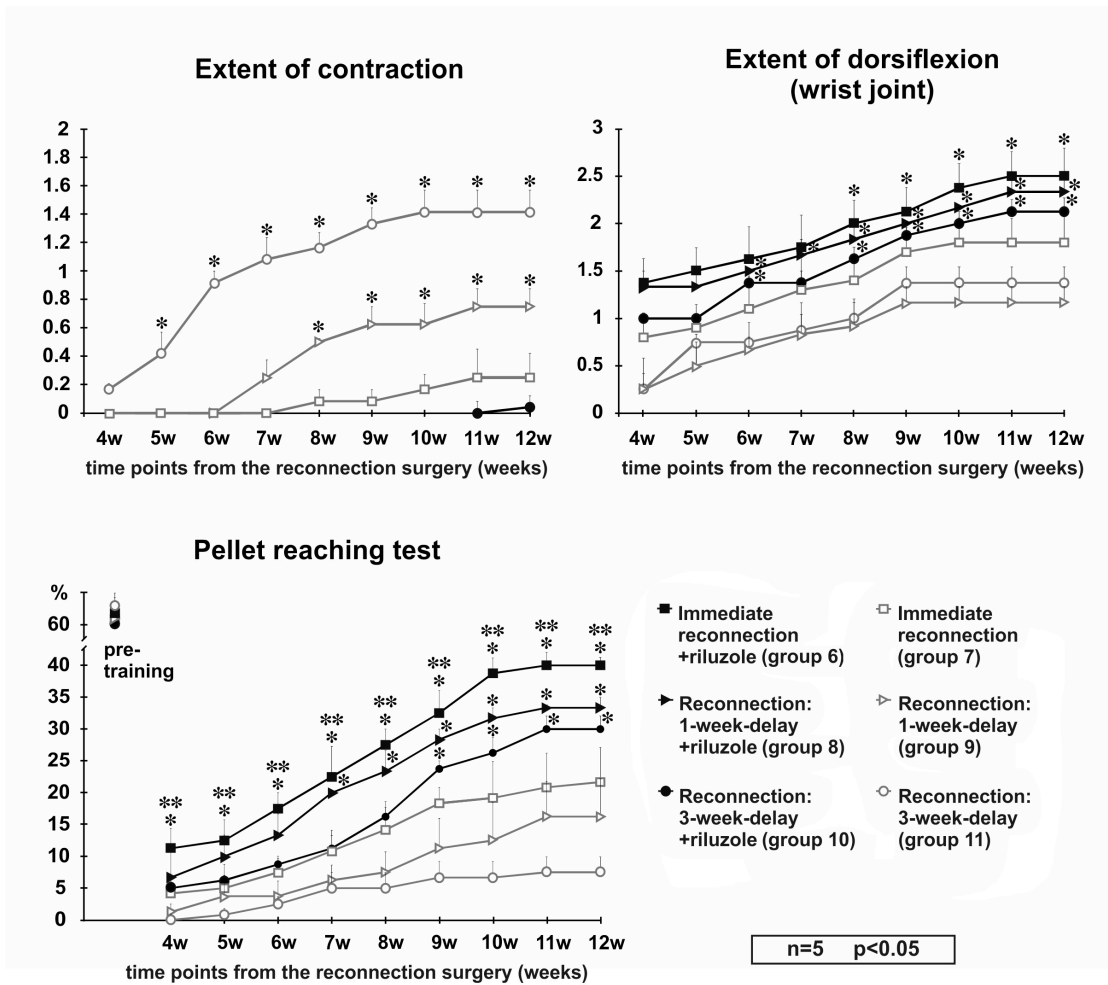 Extent of contraction
Extent of dorsiflexion
(wrist joint)
2
1.8
1.6
1.4
1.2
1
0.8
0.6
0.4
0.2
0
* * * * * * * *
* * * * *
4w 5w 6w 7w 8w 9w 10w 11w 12w
time points from the reconnection surgery (weeks)
3
2.5
2
1.5
1
0.5
0
* * * * *
* * * * * * *
* * * * * *
4w 5w 6w 7w 8w 9w 10w 11w 12w
time points from the reconnection surgery (weeks)
Pellet reaching test
%
60
pre-
training
40
35
30
25
20
15
10
5
0
** ** ** ** ** ** ** ** **
* * * * * * * * *
* * * * * *
* * * *
4w 5w 6w 7w 8w 9w 10w 11w 12w
time points from the reconnection surgery (weeks)
Immediate
reconnection
+riluzole (group 6)
Immediate
reconnection
(group 7)
Reconnection:
1-week-delay
+riluzole (group 8)
Reconnection:
1-week-delay
(group 9)
Reconnection:
3-week-delay
+riluzole (group 10)
Reconnection:
3-week-delay
(group 11)
n=5 p<0.05